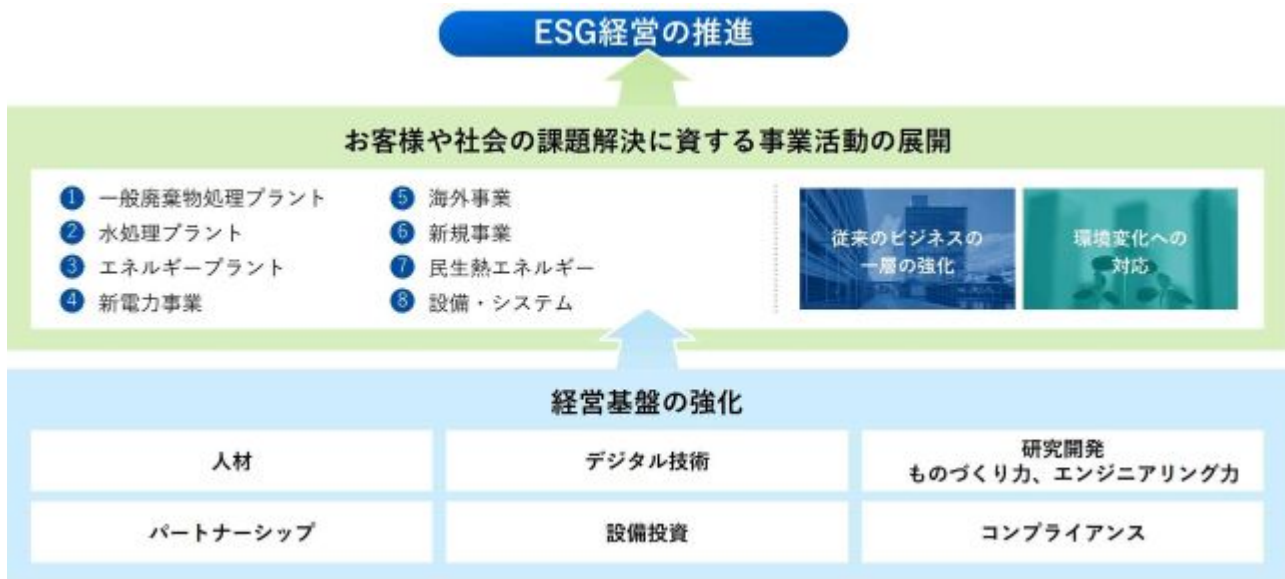 ESG経営の推進
お客様や社会の課題解決に資する事業活動の展開
1 一般廃棄物処理プラント
2 水処理プラント
3 エネルギープラント
4 新電力事業
5 海外事業
6 新規事業
7 民生熱エネルギー
8 設備・システム
従来のビジネスの
一層の強化
環境変化への
対応
経営基盤の強化
人材
デジタル技術
研究開発
ものづくり力、エンジニアリング力
パートナーシップ
設備投資
コンプライアンス